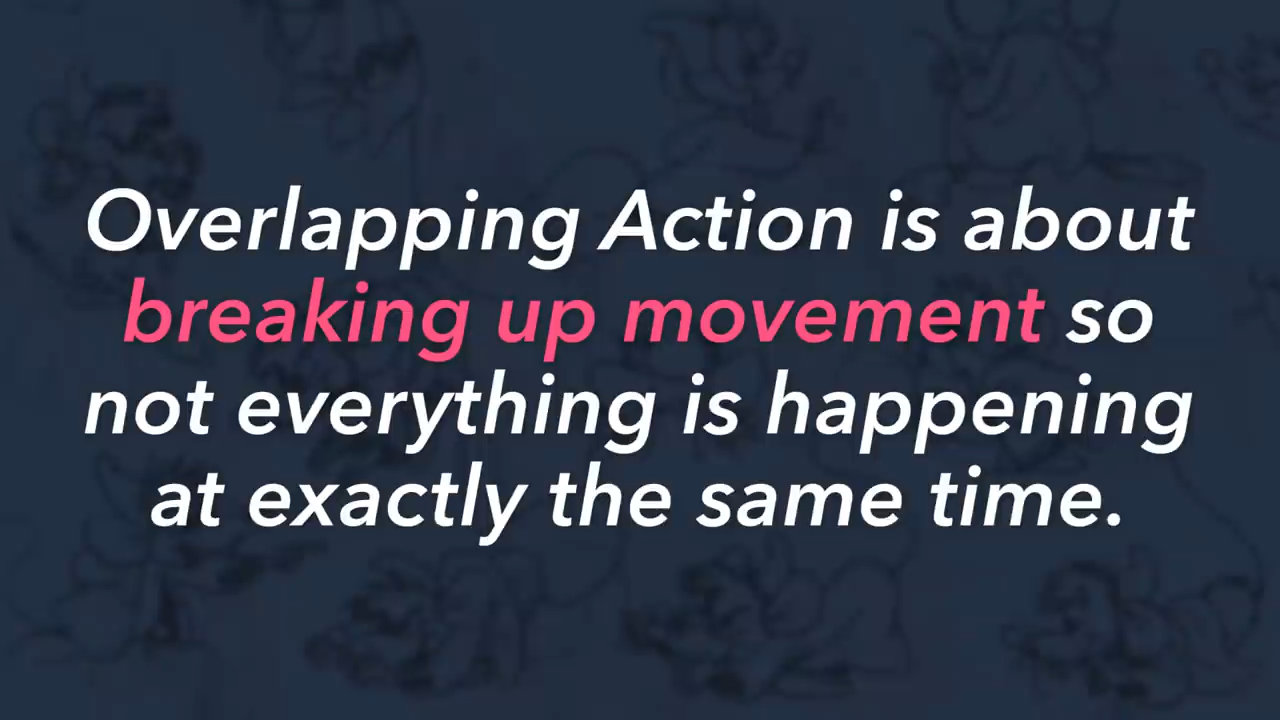 Overlapping Action is about
breaking up movement so
not everything is happening
at exactly the same time.